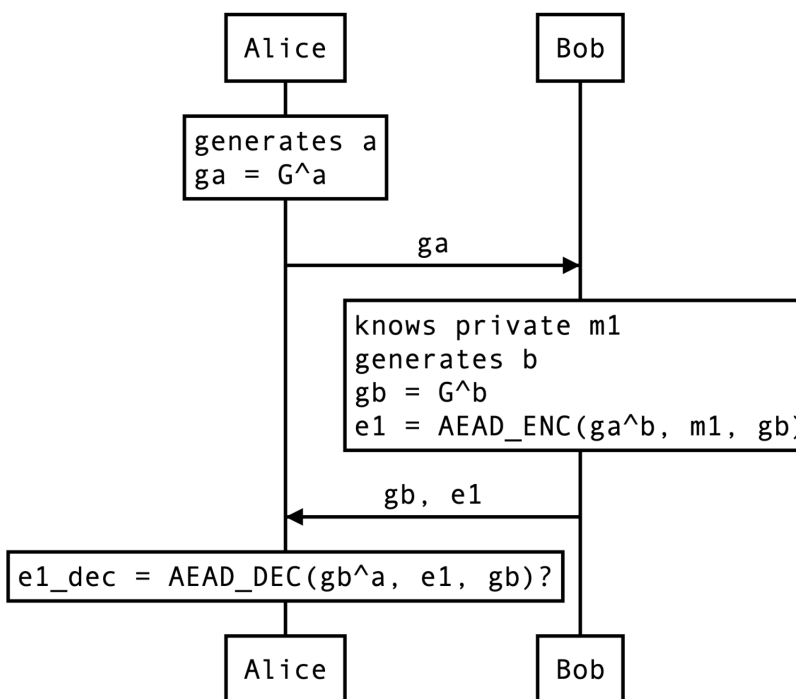 Alice
Bob
generates a
ga = G^a
ga
knows private m1
generates b
gb = G^b
e1 = AEAD_ENC(ga^b, m1, gb)
gb, e1
e1_dec = AEAD_DEC(gb^a, e1, gb)?
Alice
Bob